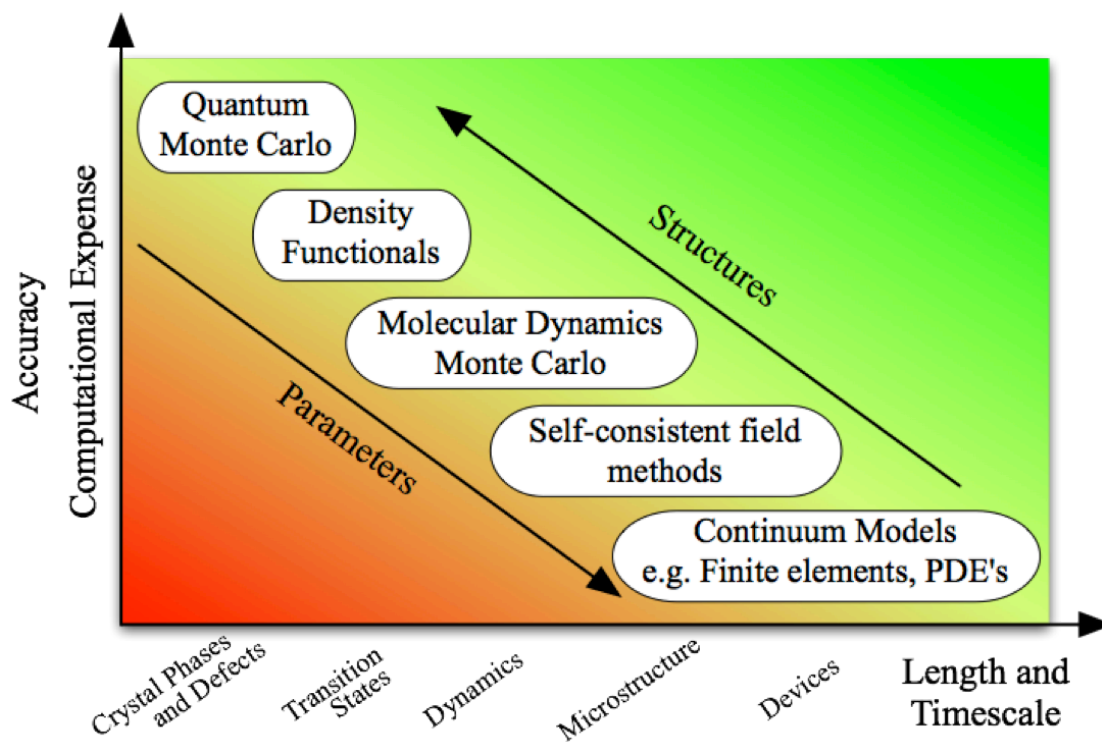 Accuracy
Computational Expense
Quantum
Monte Carlo
Density
Functionals
Structures
Molecular Dynamics
Monte Carlo
Parameters
Self-consistent field
methods
Continuum Models
e.g. Finite elements, PDE's
Crystal Phases
and Defects
Transition
States
Dynamics
Microstructure
Devices
Length and
Timescale